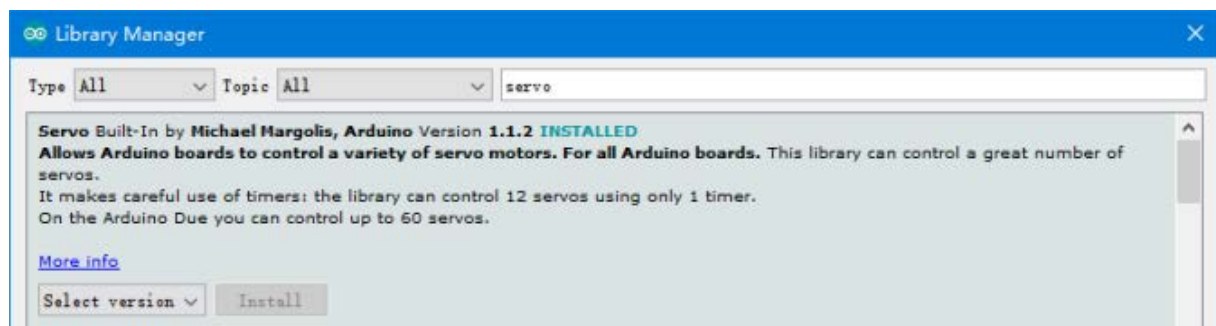 Library Manager
Type All Topic All servo
Servo Built-In by Michael Margolis, Arduino Version 1.1.2 INSTALLED
Allows Arduino boards to control a variety of servo motors. For all Arduino boards. This library can control a great number of
servos.
It makes careful use of timers: the library can control 12 servos using only 1 timer.
On the Arduino Due you can control up to 60 servos.
More info
Select version Install